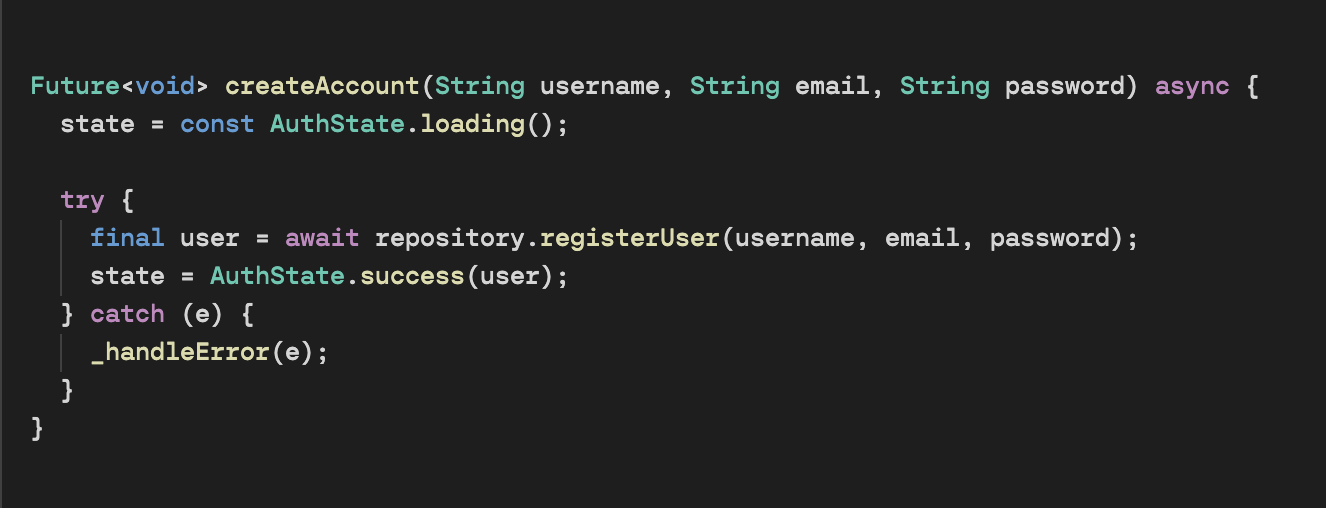 Future<void> createAccount(String username, String email, String password) async {
  state = const AuthState.loading();

  try {
    final user = await repository.registerUser(username, email, password);
    state = AuthState.success(user);
  } catch (e) {
    _handleError(e);
  }
}